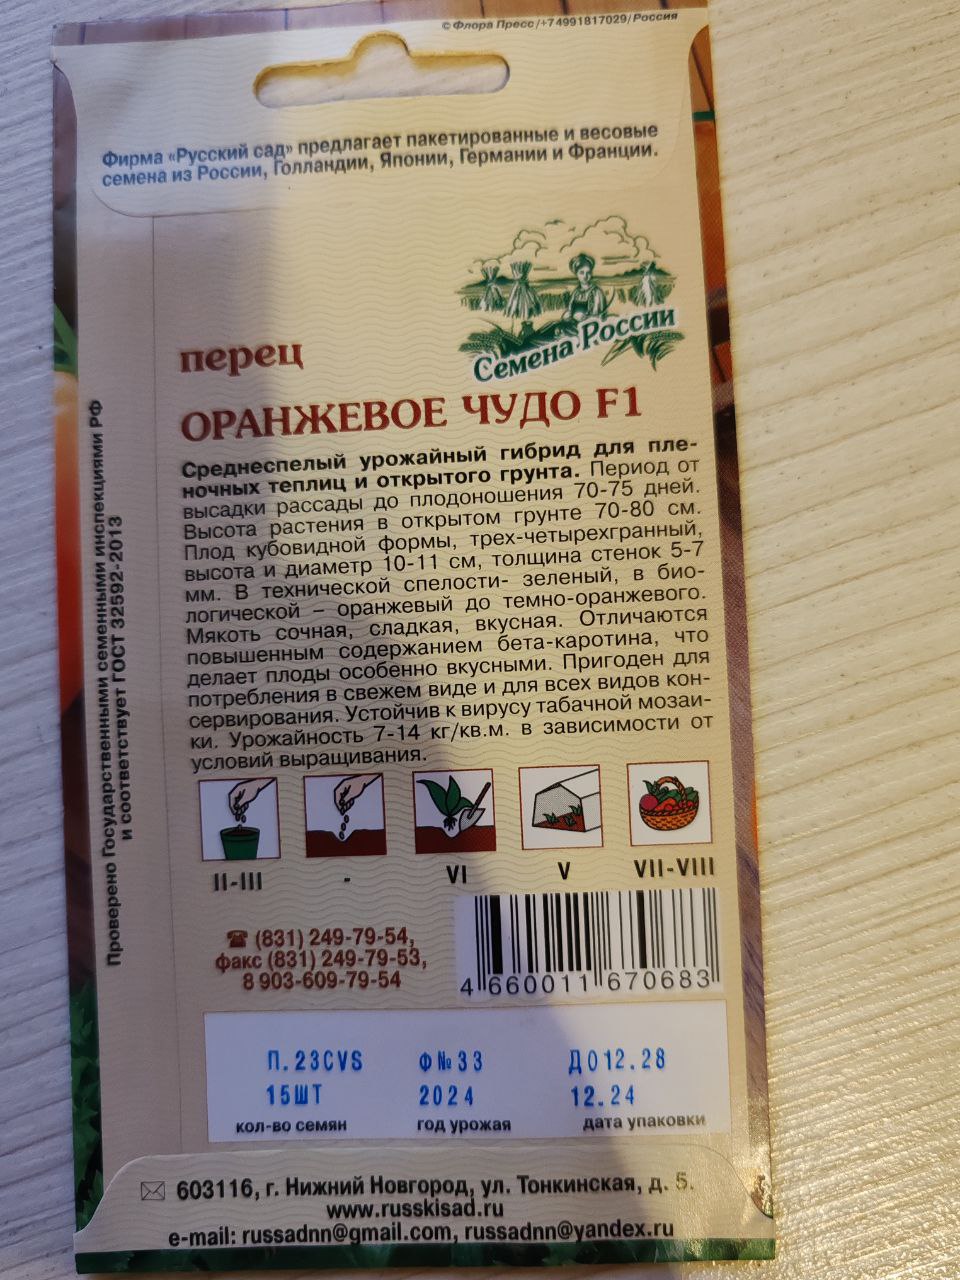 © Флора Пресс/+74991817029/Россия
Фирма «Русский сад» предлагает пакетированные и весовые
семена из России, Голландии, Японии, Германии и Франции.
Семена России
перец
ОРАНЖЕВОЕ ЧУДО F1
Среднеспелый урожайный гибрид для пле-
ночных теплиц и открытого грунта. Период от
высадки рассады до плодоношения 70-75 дней.
Высота растения в открытом грунте 70-80 см.
Плод кубовидной формы, трех-четырехгранный,
высота и диаметр 10-11 см, толщина стенок 5-7
мм. В технической спелости- зеленый, в био-
логической – оранжевый до темно-оранжевого.
Мякоть сочная, сладкая, вкусная. Отличаются
повышенным содержанием бета-каротина, что
делает плоды особенно вкусными. Пригоден для
потребления в свежем виде и для всех видов кон-
сервирования. Устойчив к вирусу табачной мозаи-
ки. Урожайность 7-14 кг/кв.м. в зависимости от
условий выращивания.
II-III - VI V VII-VIII
☎ (831) 249-79-54,
факс (831) 249-79-53,
8 903-609-79-54
4 660011 670683
П.23CVS Ф№33 ДО12.28
15ШТ 2024 12.24
кол-во семян год урожая дата упаковки
603116, г. Нижний Новгород, ул. Тонкинская, д. 5.
www.russkisad.ru
e-mail: russadnn@gmail.com, russadnn@yandex.ru
Проверено Государственными семенными инспекциями РФ
и соответствует ГОСТ 32592-2013